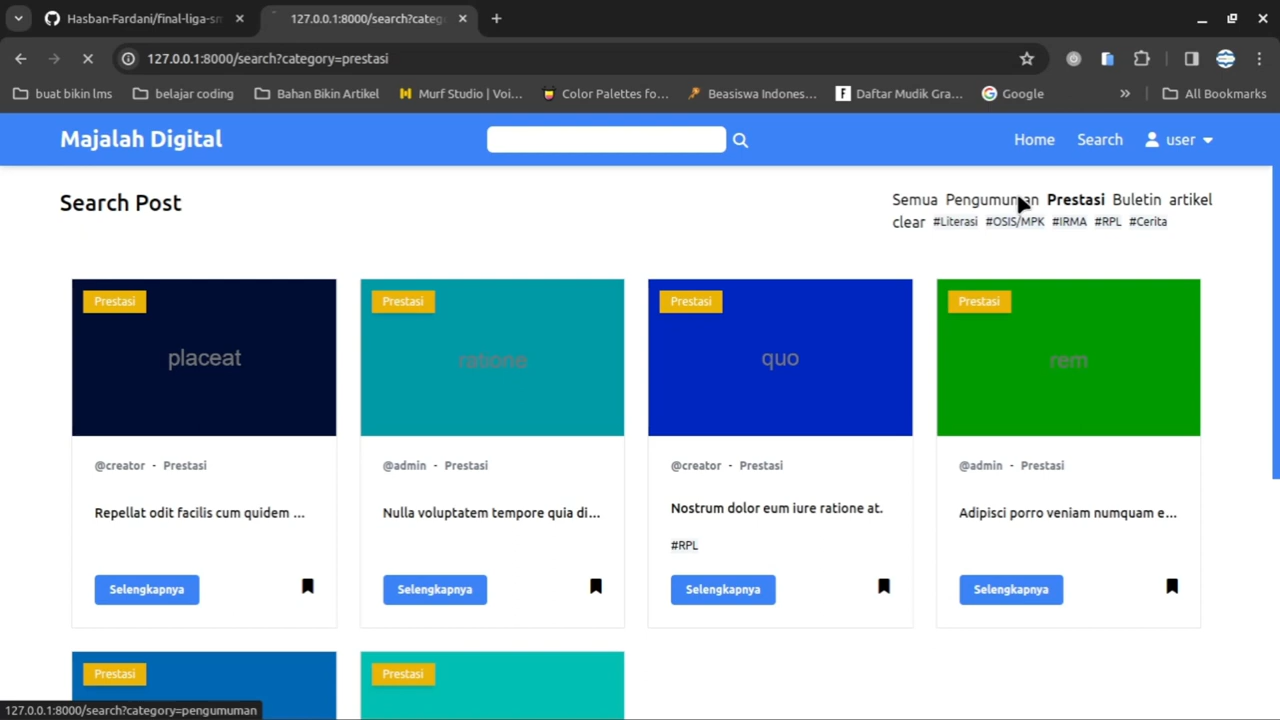 Hasban-Fardani/final-liga-sm
127.0.0.1:8000/search?categ
127.0.0.1:8000/search?category=prestasi
buat bikin lms
belajar coding
Bahan Bikin Artikel
Murf Studio | Voi...
Color Palettes fo...
Beasiswa Indones...
Daftar Mudik Gra...
Google
All Bookmarks
Majalah Digital
Home
Search
user
Search Post
Semua Pengumuman Prestasi Buletin artikel
clear #Literasi #OSIS/MPK #IRMA #RPL #Cerita
Prestasi
Prestasi
Prestasi
Prestasi
placeat
ratione
quo
rem
@creator - Prestasi
@admin - Prestasi
@creator - Prestasi
@admin - Prestasi
Repellat odit facilis cum quidem ...
Nulla voluptatem tempore quia di...
Nostrum dolor eum iure ratione at.
Adipisci porro veniam numquam e...
#RPL
Selengkapnya
Selengkapnya
Selengkapnya
Selengkapnya
Prestasi
Prestasi
127.0.0.1:8000/search?category=pengumuman